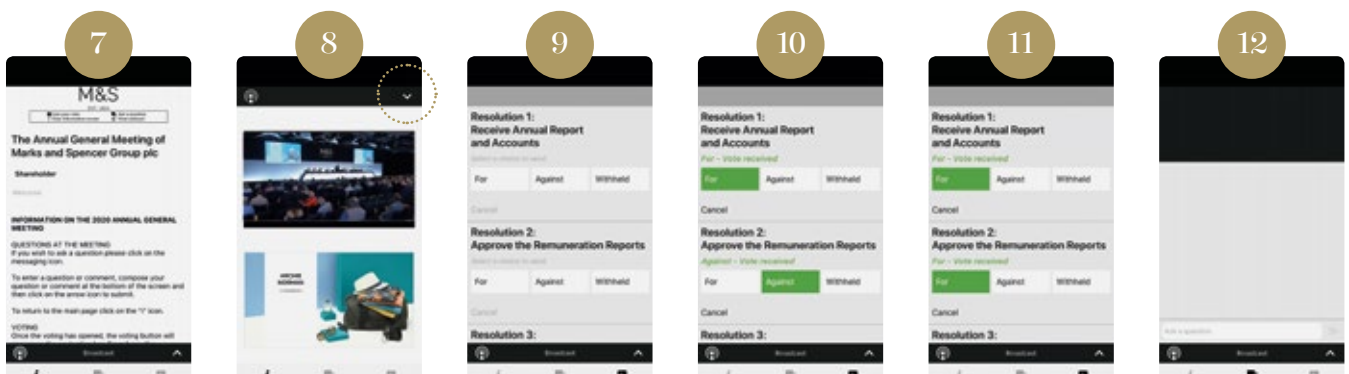 7
M&S
The Annual General Meeting of
Marks and Spencer Group plc
Shareholder
INFORMATION ON THE 2020 ANNUAL GENERAL
MEETING
QUESTIONS AT THE MEETING
If you wish to ask a question please click on the
messaging icon.
To enter a question or comment, compose your
question or comment at the bottom of the screen and
then click on the arrow icon to submit.
To return to the main page click on the "i" icon.
VOTING
Once the voting has opened, the voting button will
Broadcast
8
9
Resolution 1:
Receive Annual Report
and Accounts
Select a choice to send
For Against Withheld
Cancel
Resolution 2:
Approve the Remuneration Reports
Select a choice to send
For Against Withheld
Cancel
Resolution 3:
Broadcast
10
Resolution 1:
Receive Annual Report
and Accounts
For - Vote received
For Against Withheld
Cancel
Resolution 2:
Approve the Remuneration Reports
Against - Vote received
For Against Withheld
Cancel
Resolution 3:
Broadcast
11
Resolution 1:
Receive Annual Report
and Accounts
For - Vote received
For Against Withheld
Cancel
Resolution 2:
Approve the Remuneration Reports
For - Vote received
For Against Withheld
Cancel
Resolution 3:
Broadcast
12
Ask a question
Broadcast